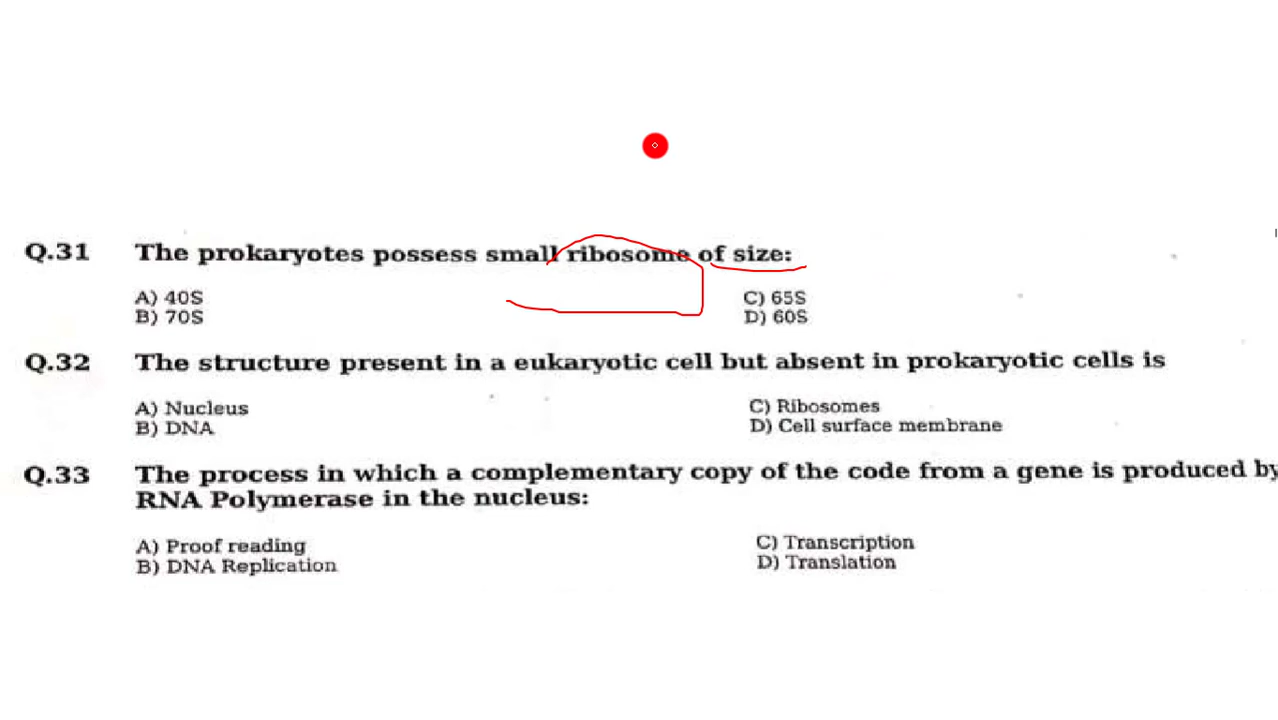 Q.31 The prokaryotes possess small ribosome of size:
A) 40S C) 65S
B) 70S D) 60S
Q.32 The structure present in a eukaryotic cell but absent in prokaryotic cells is
A) Nucleus C) Ribosomes
B) DNA D) Cell surface membrane
Q.33 The process in which a complementary copy of the code from a gene is produced by
RNA Polymerase in the nucleus:
A) Proof reading C) Transcription
B) DNA Replication D) Translation